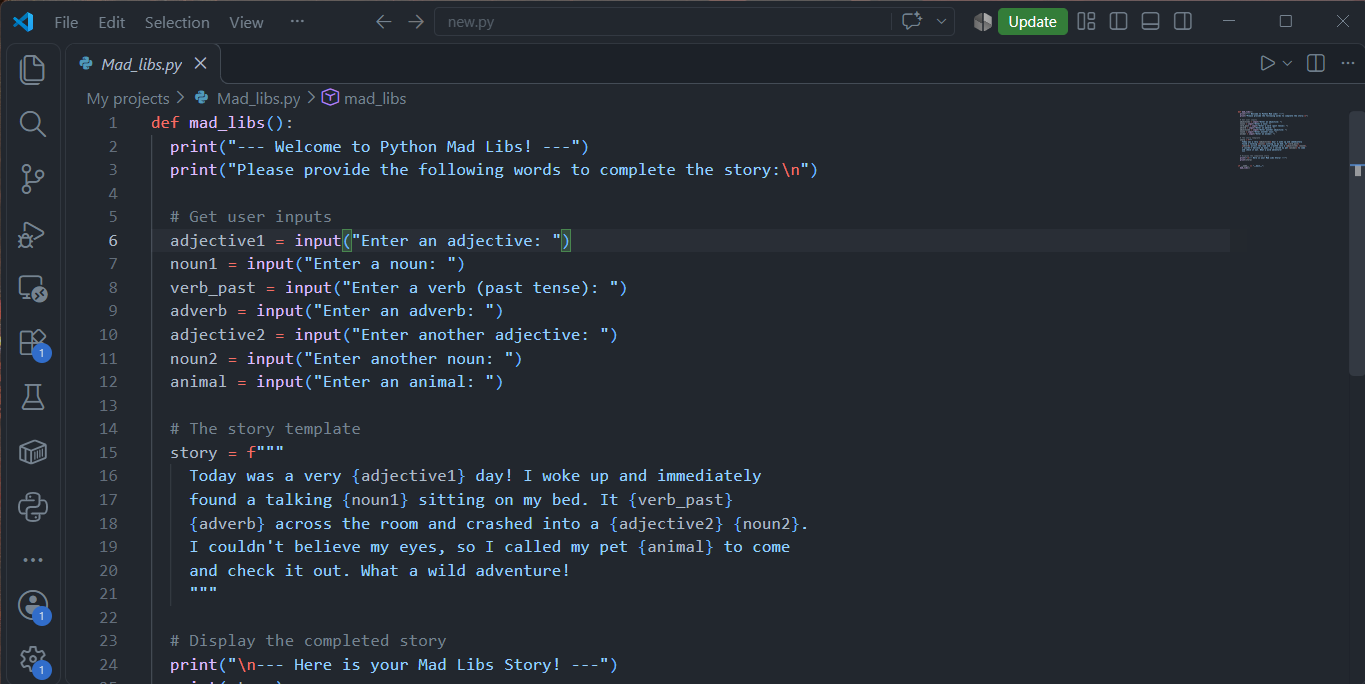 File Edit Selection View ··· new.py Update
Mad_libs.py
My projects > Mad_libs.py > mad_libs
1 def mad_libs():
2 print("--- Welcome to Python Mad Libs! ---")
3 print("Please provide the following words to complete the story:\n")
4
5 # Get user inputs
6 adjective1 = input("Enter an adjective: ")
7 noun1 = input("Enter a noun: ")
8 verb_past = input("Enter a verb (past tense): ")
9 adverb = input("Enter an adverb: ")
10 adjective2 = input("Enter another adjective: ")
11 noun2 = input("Enter another noun: ")
12 animal = input("Enter an animal: ")
13
14 # The story template
15 story = f"""
16 Today was a very {adjective1} day! I woke up and immediately
17 found a talking {noun1} sitting on my bed. It {verb_past}
18 {adverb} across the room and crashed into a {adjective2} {noun2}.
19 I couldn't believe my eyes, so I called my pet {animal} to come
20 and check it out. What a wild adventure!
21 """
22
23 # Display the completed story
24 print("\n--- Here is your Mad Libs Story! ---")
1
1
1